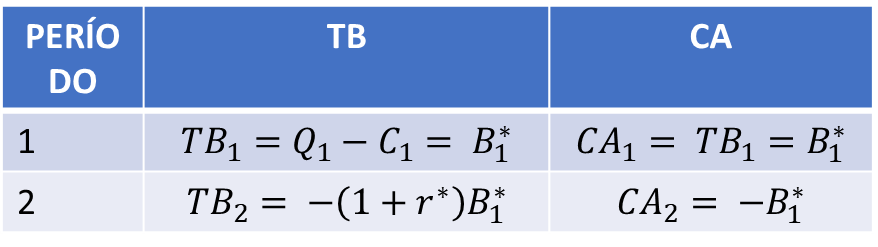 PERÍO
DO
TB
CA
1
TB₁ = Q₁ − C₁ = B₁*
CA₁ = TB₁ = B₁*
2
TB₂ = −(1 + r*)B₁*
CA₂ = −B₁*